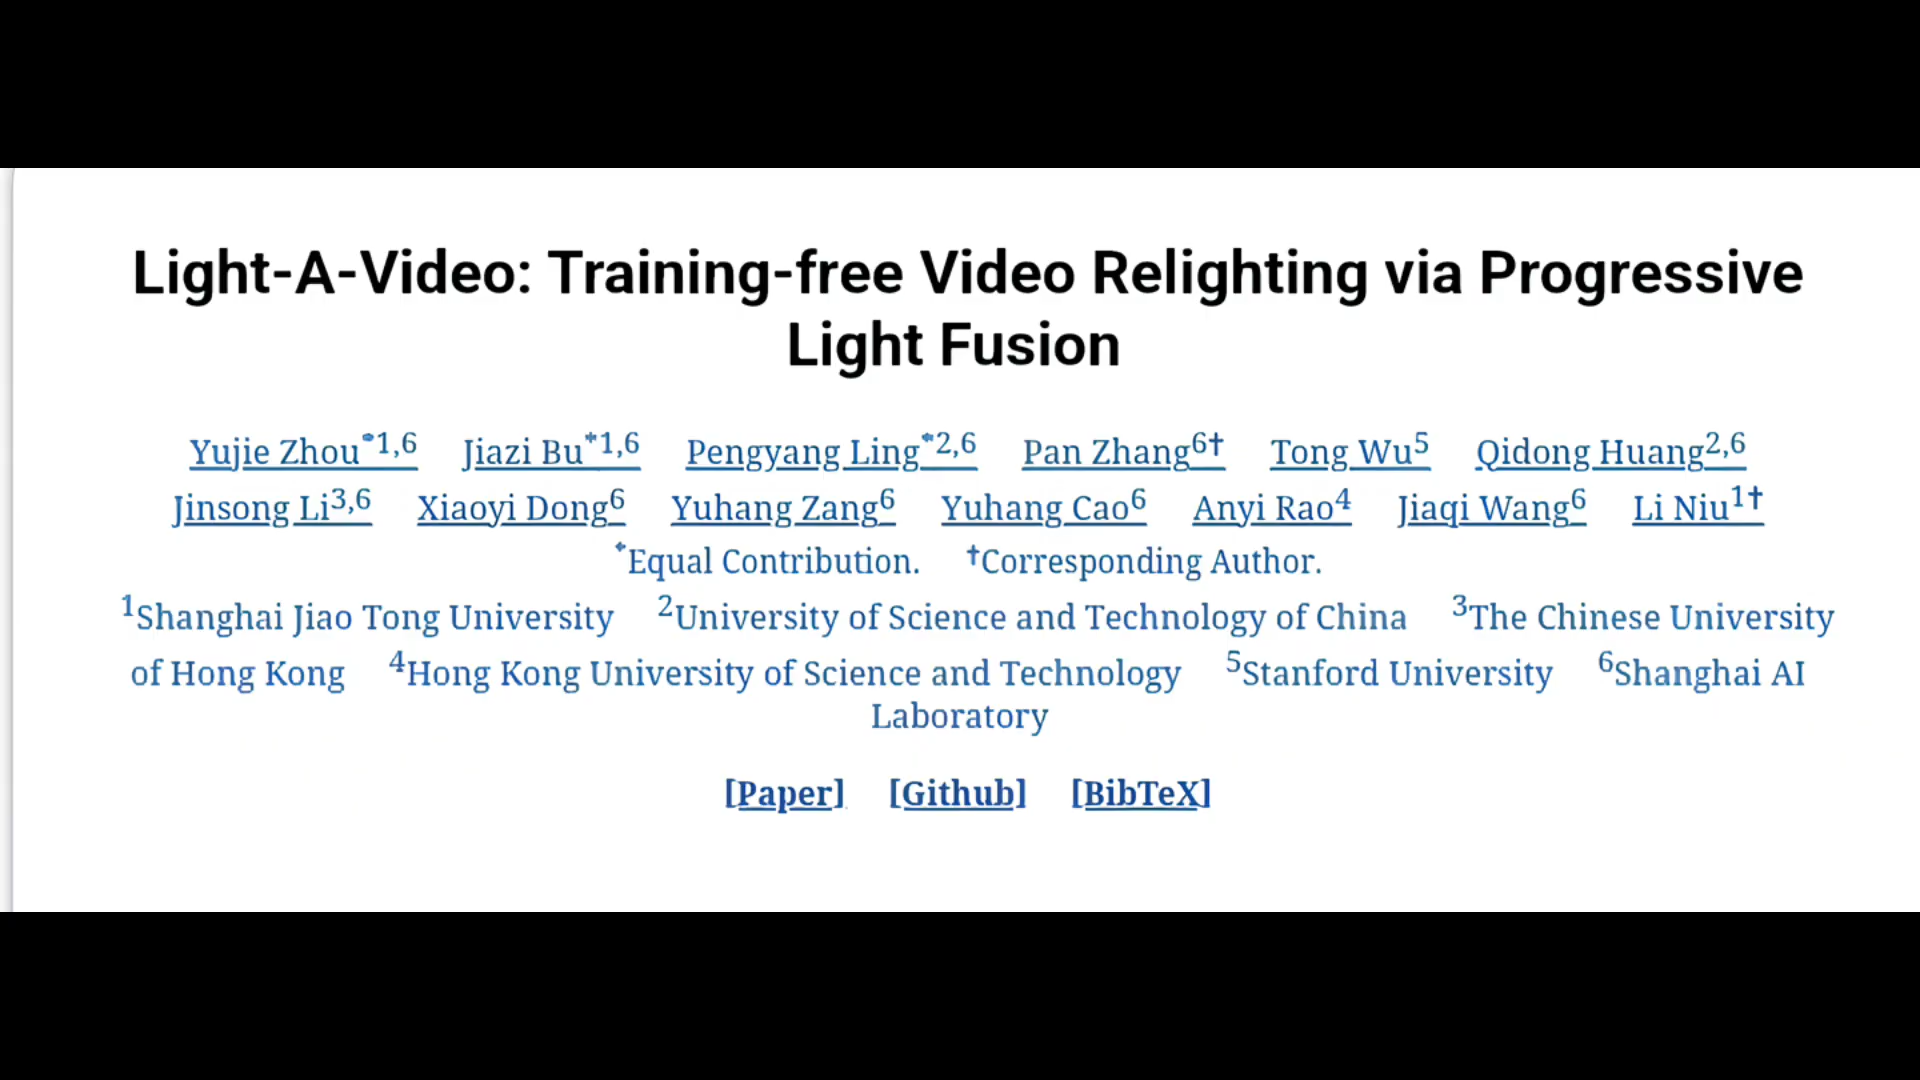 Light-A-Video: Training-free Video Relighting via Progressive
Light Fusion
Yujie Zhou*1,6 Jiazi Bu*1,6 Pengyang Ling*2,6 Pan Zhang6† Tong Wu5 Qidong Huang2,6
Jinsong Li3,6 Xiaoyi Dong6 Yuhang Zang6 Yuhang Cao6 Anyi Rao4 Jiaqi Wang6 Li Niu1†
*Equal Contribution. †Corresponding Author.
1Shanghai Jiao Tong University 2University of Science and Technology of China 3The Chinese University
of Hong Kong 4Hong Kong University of Science and Technology 5Stanford University 6Shanghai AI
Laboratory
[Paper] [Github] [BibTeX]